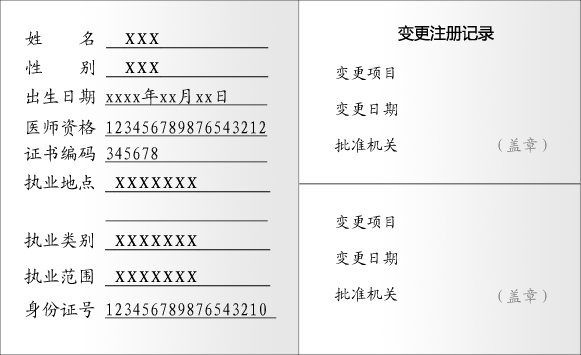 姓 名 XXX
性 别 XXX
出生日期 xxxx年xx月xx日
医师资格 123456789876543212
证书编码 345678
执业地点 XXXXXXX
执业类别 XXXXXXX
执业范围 XXXXXXX
身份证号 123456789876543210
变更注册记录
变更项目
变更日期
批准机关 （盖章）
变更项目
变更日期
批准机关 （盖章）